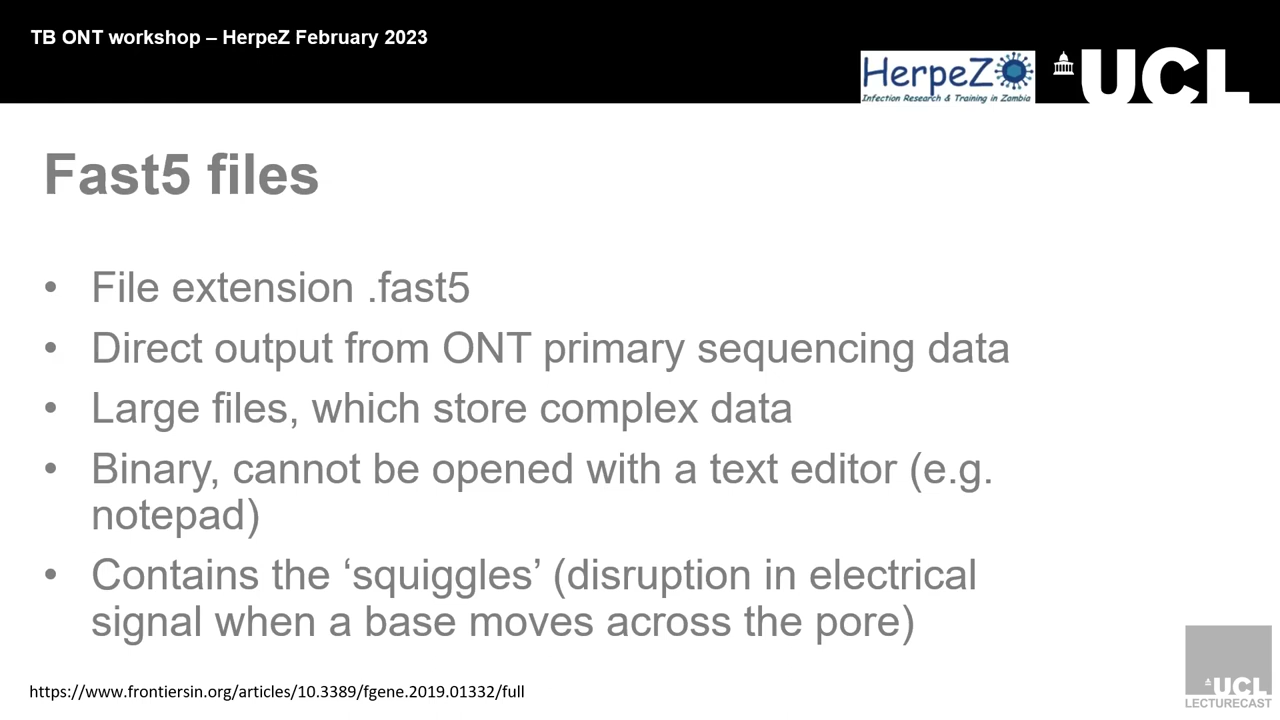 TB ONT workshop – HerpeZ February 2023
HerpeZ
Infection Research & Training in Zambia
UCL
Fast5 files
• File extension .fast5
• Direct output from ONT primary sequencing data
• Large files, which store complex data
• Binary, cannot be opened with a text editor (e.g.
notepad)
• Contains the ‘squiggles’ (disruption in electrical
signal when a base moves across the pore)
https://www.frontiersin.org/articles/10.3389/fgene.2019.01332/full
UCL
LECTURECAST